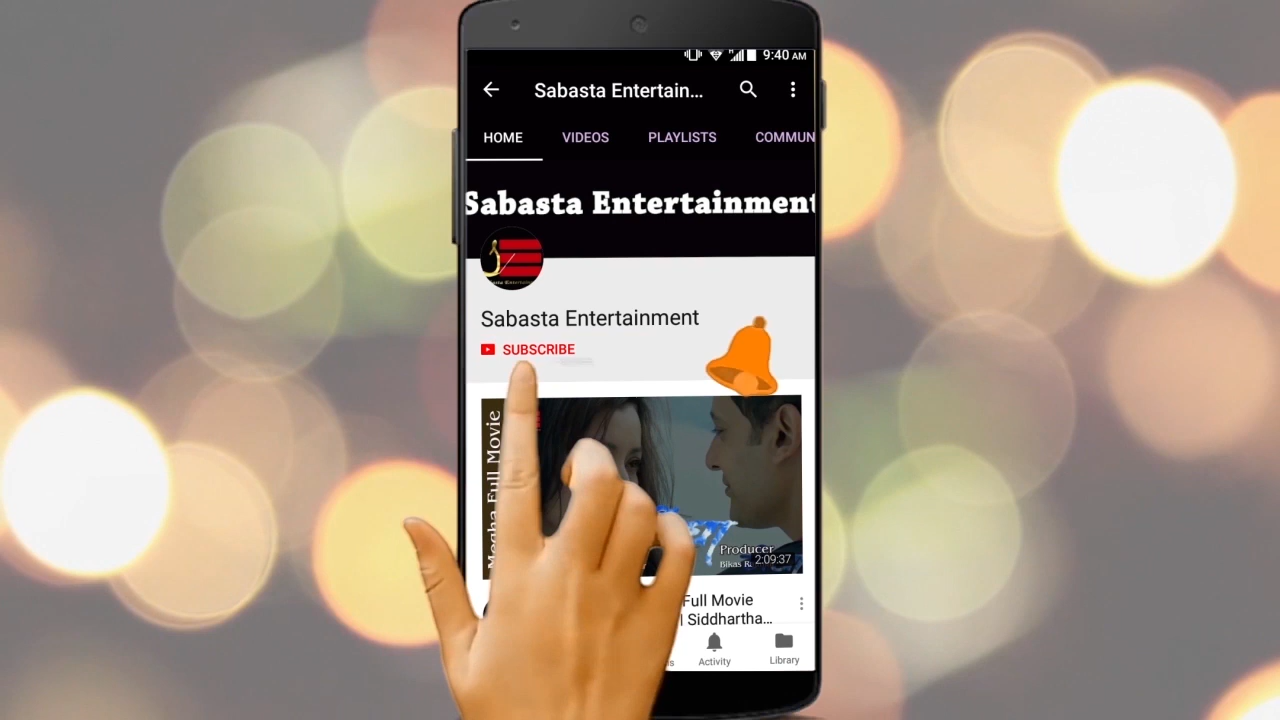 9:40 AM
Sabasta Entertain...
HOME VIDEOS PLAYLISTS COMMUN
Sabasta Entertainment
Sabasta Entertainment
SUBSCRIBE
Megha Full Movie
Producer
Bikas R.
2:09:37
Full Movie
| Siddhartha...
Activity
Library